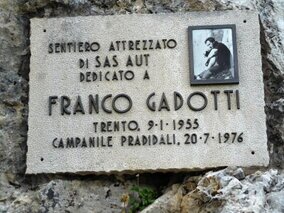 SENTIERO ATTREZZATO
DI SAS AUT
DEDICATO A
FRANCO GADOTTI
TRENTO, 9-1-1955
CAMPANILE PRADIDALI, 20-7-1976